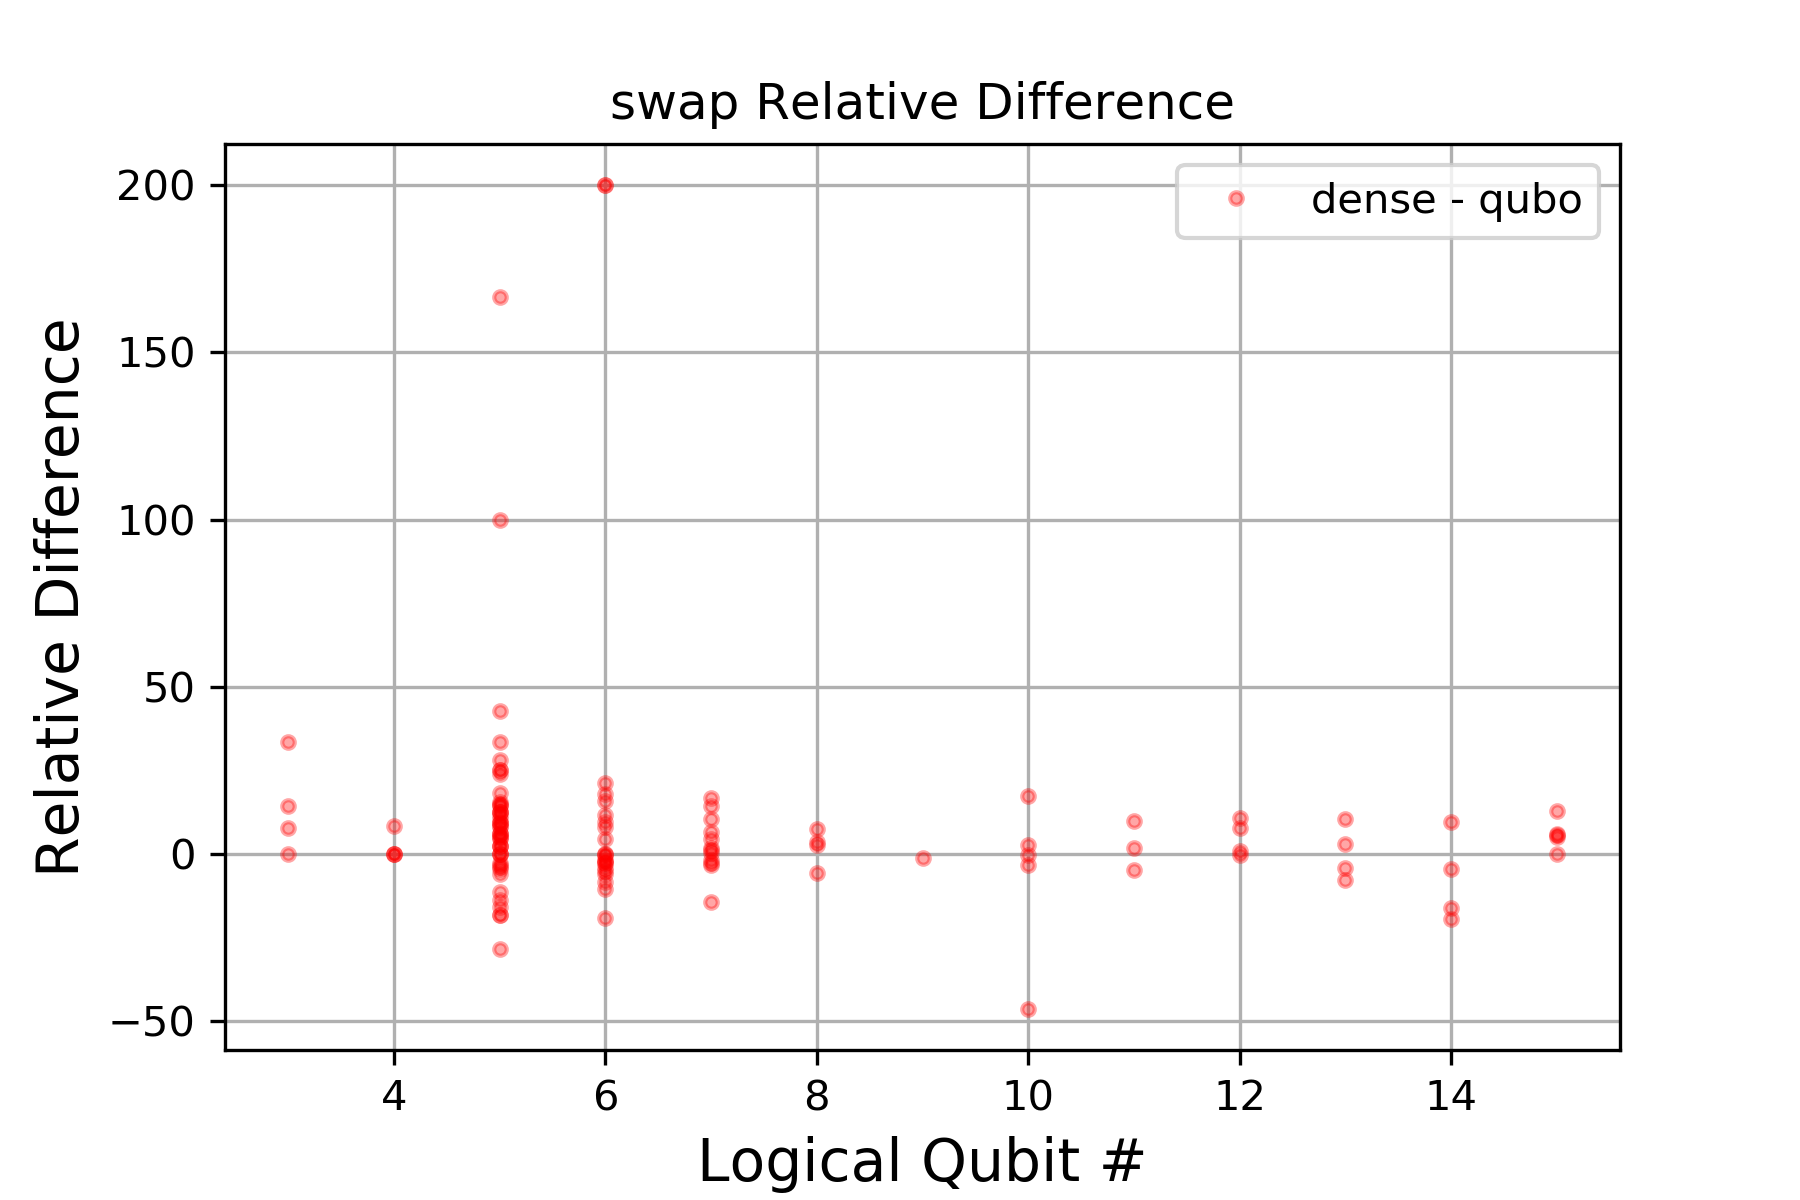 swap Relative Difference
dense - qubo
Relative Difference
200
150
100
50
0
−50
4 6 8 10 12 14
Logical Qubit #